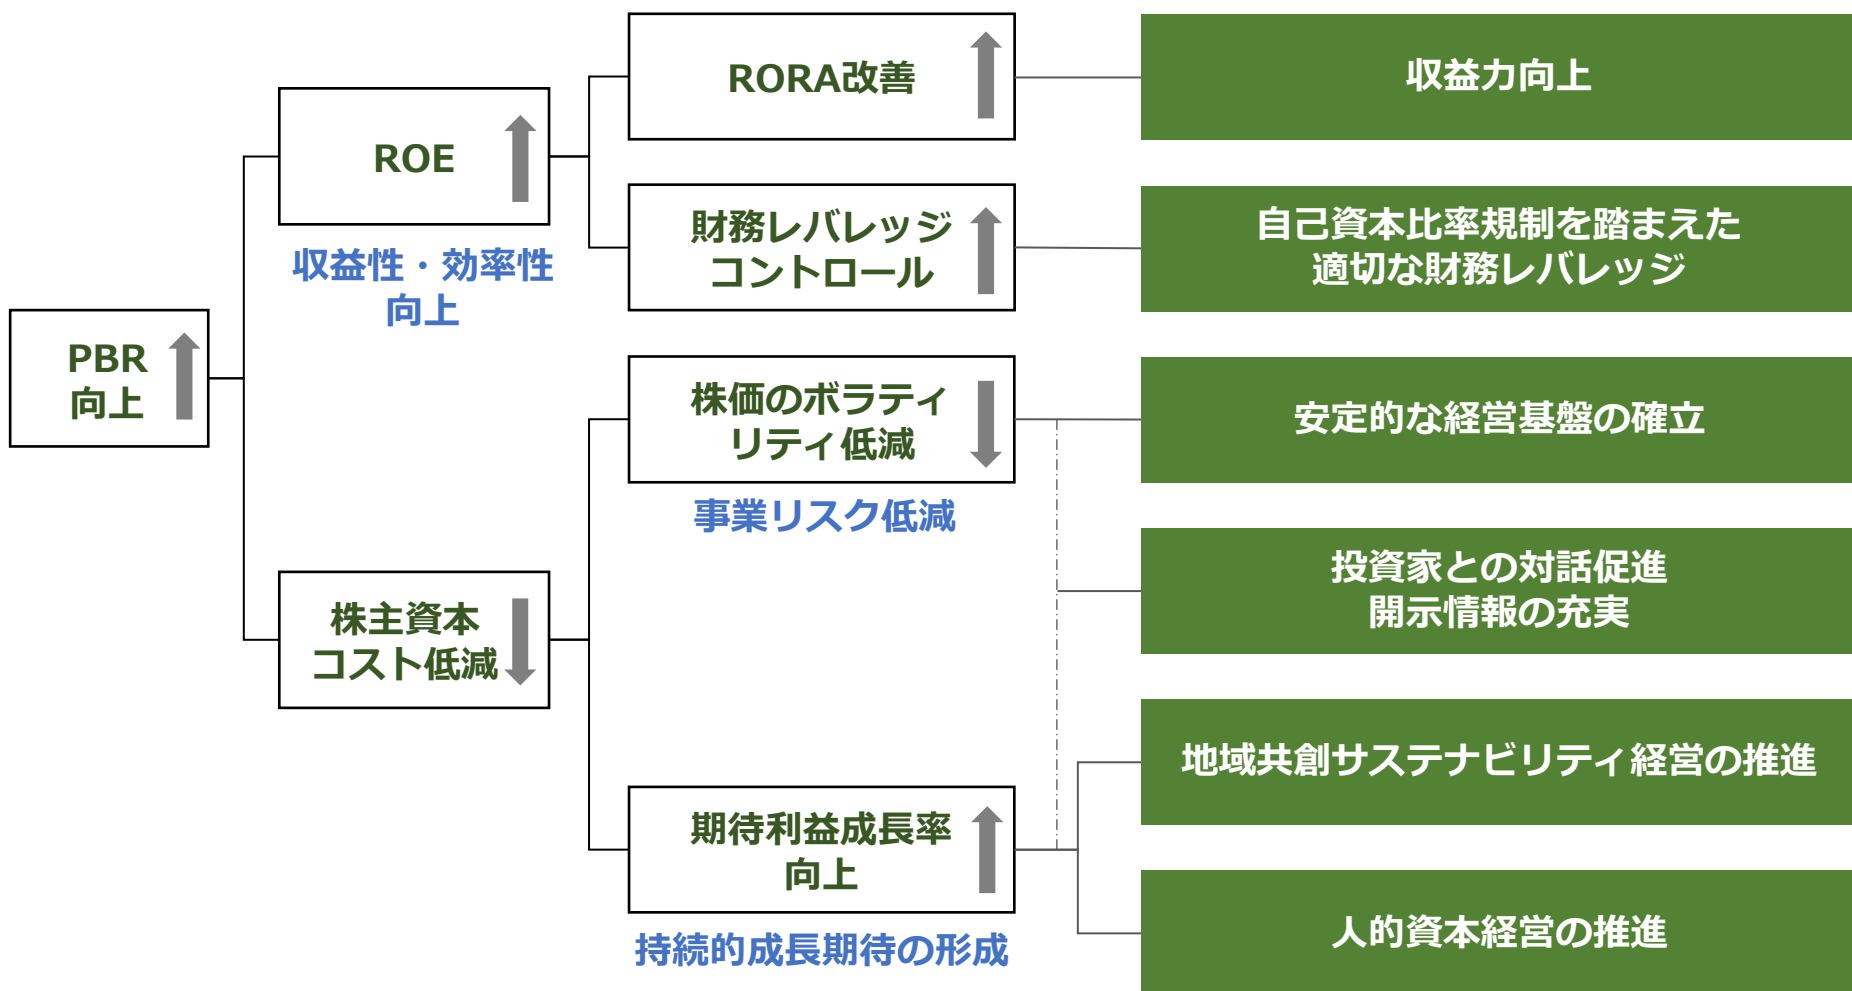 PBR
向上
ROE
収益性・効率性
向上
株主資本
コスト低減
RORA改善
財務レバレッジ
コントロール
株価のボラティ
リティ低減
事業リスク低減
期待利益成長率
向上
持続的成長期待の形成
収益力向上
自己資本比率規制を踏まえた
適切な財務レバレッジ
安定的な経営基盤の確立
投資家との対話促進
開示情報の充実
地域共創サステナビリティ経営の推進
人的資本経営の推進